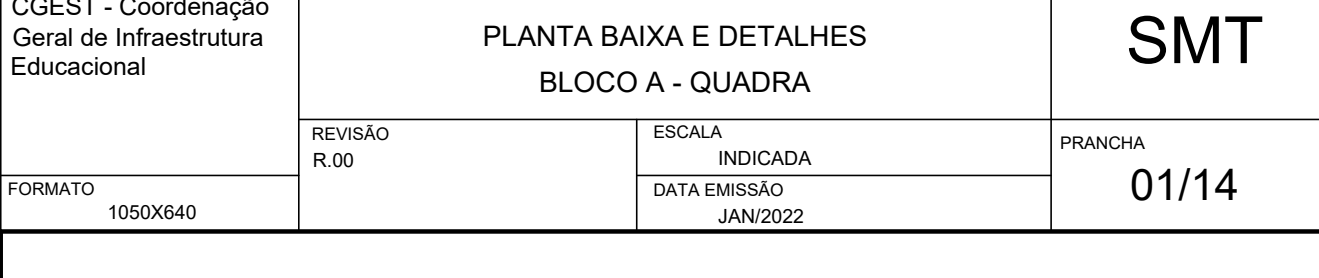 CGEST - Coordenação
Geral de Infraestrutura
Educacional
FORMATO
1050X640
PLANTA BAIXA E DETALHES
BLOCO A - QUADRA
REVISÃO
R.00
ESCALA
INDICADA
DATA EMISSÃO
JAN/2022
SMT
PRANCHA
01/14